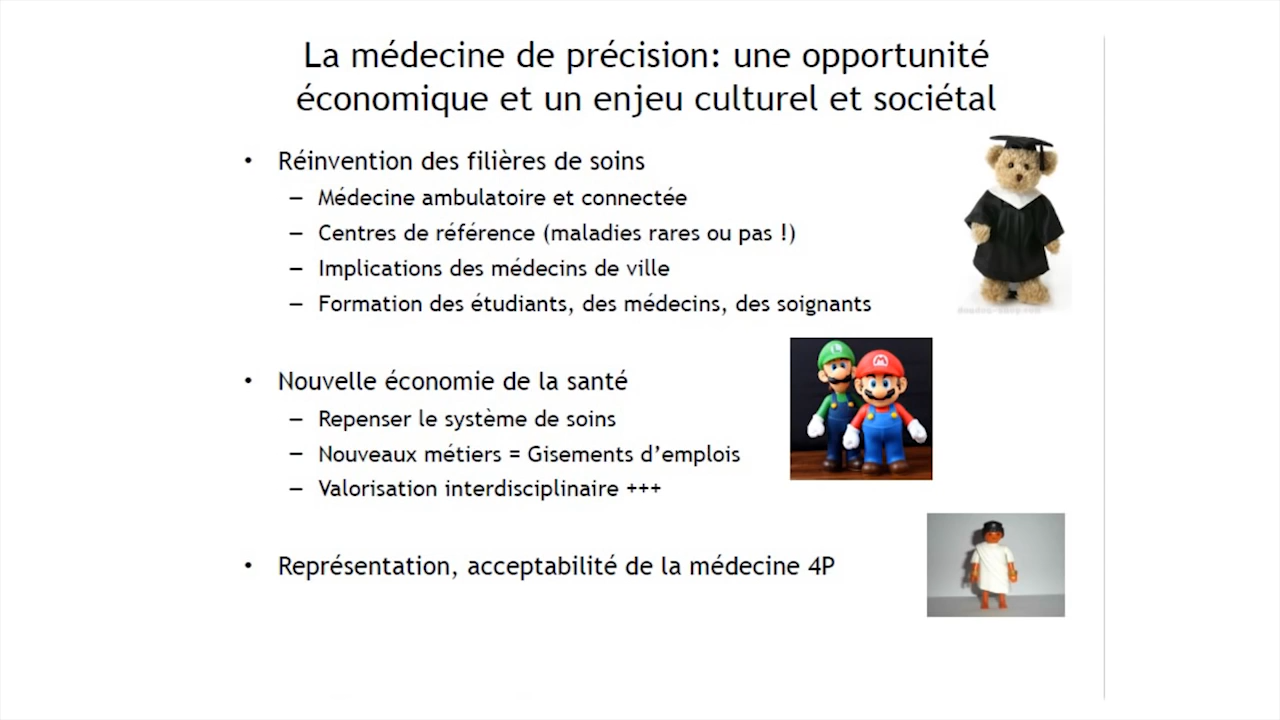 La médecine de précision: une opportunité
économique et un enjeu culturel et sociétal
• Réinvention des filières de soins
– Médecine ambulatoire et connectée
– Centres de référence (maladies rares ou pas !)
– Implications des médecins de ville
– Formation des étudiants, des médecins, des soignants
• Nouvelle économie de la santé
– Repenser le système de soins
– Nouveaux métiers = Gisements d’emplois
– Valorisation interdisciplinaire +++
• Représentation, acceptabilité de la médecine 4P
L
M